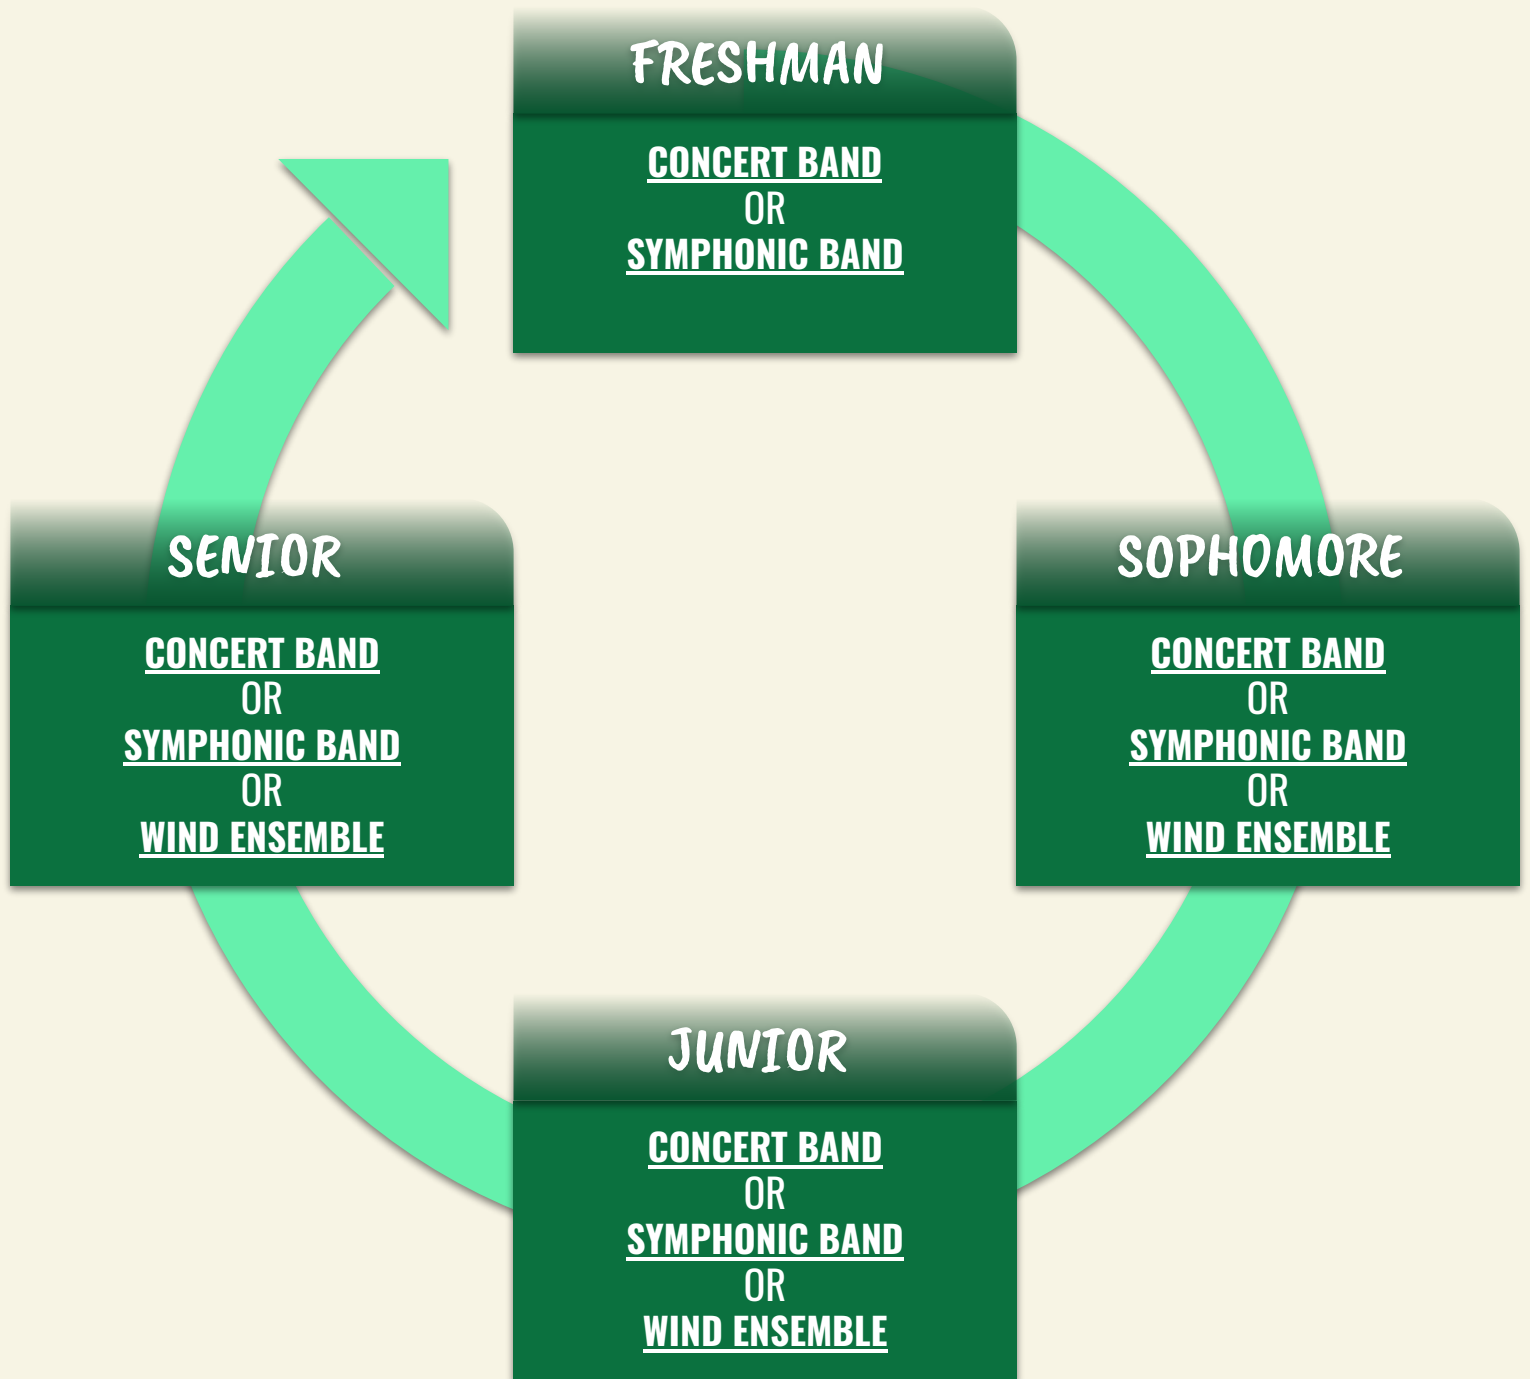 FRESHMAN
CONCERT BAND
OR
SYMPHONIC BAND
SOPHOMORE
CONCERT BAND
OR
SYMPHONIC BAND
OR
WIND ENSEMBLE
JUNIOR
CONCERT BAND
OR
SYMPHONIC BAND
OR
WIND ENSEMBLE
SENIOR
CONCERT BAND
OR
SYMPHONIC BAND
OR
WIND ENSEMBLE